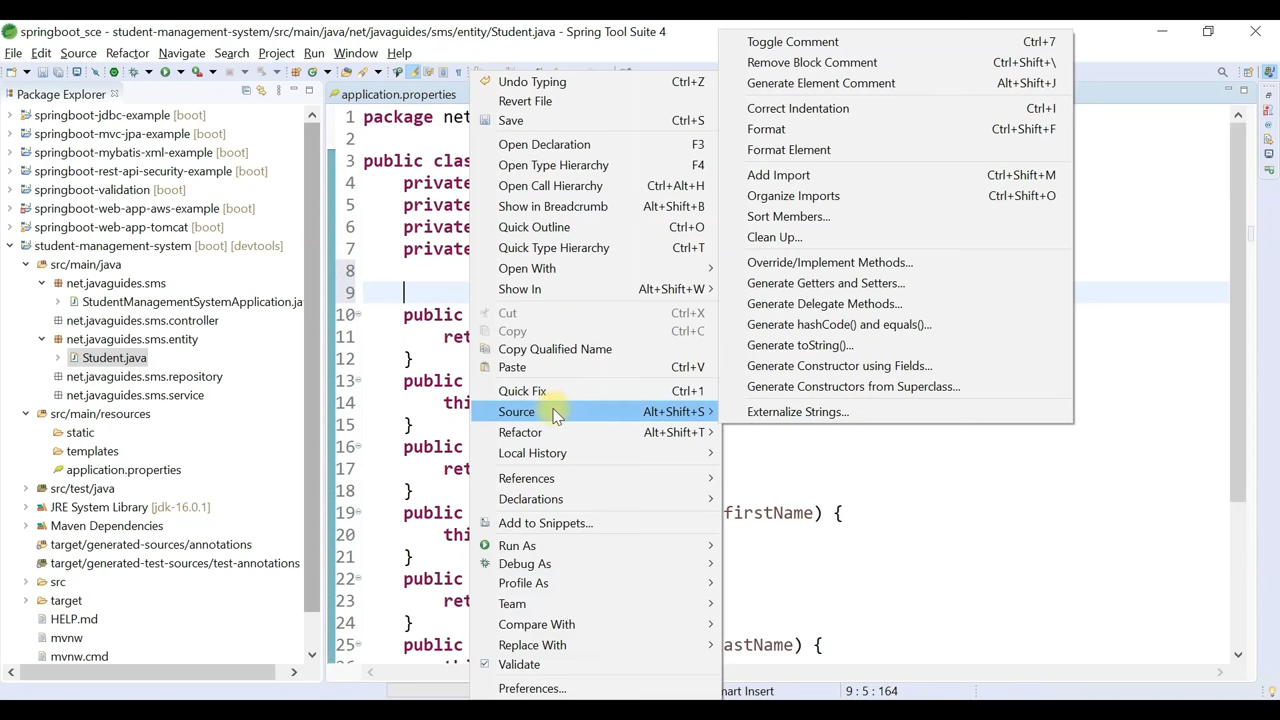 springboot_sce - student-management-system/src/main/java/net/javaguides/sms/entity/Student.java - Spring Tool Suite 4
File Edit Source Refactor Navigate Search Project Run Window Help
Package Explorer
springboot-jdbc-example [boot]
springboot-mvc-jpa-example [boot]
springboot-mybatis-xml-example [boot]
springboot-rest-api-security-example [boot]
springboot-validation [boot]
springboot-web-app-aws-example [boot]
springboot-web-app-tomcat [boot]
student-management-system [boot] [devtools]
src/main/java
net.javaguides.sms
StudentManagementSystemApplication.ja
net.javaguides.sms.controller
net.javaguides.sms.entity
Student.java
net.javaguides.sms.repository
net.javaguides.sms.service
src/main/resources
static
templates
application.properties
src/test/java
JRE System Library [jdk-16.0.1]
Maven Dependencies
target/generated-sources/annotations
target/generated-test-sources/test-annotations
src
target
HELP.md
mvnw
mvnw.cmd
application.properties
1 package net
2
3 public clas
4 private
5 private
6 private
7 private
8
9
10 public
11 ret
12 }
13 public
14 thi
15 }
16 public
17 ret
18 }
19 public firstName) {
20 thi
21 }
22 public
23 ret
24 }
25 public astName) {
Undo Typing Ctrl+Z
Revert File
Save Ctrl+S
Open Declaration F3
Open Type Hierarchy F4
Open Call Hierarchy Ctrl+Alt+H
Show in Breadcrumb Alt+Shift+B
Quick Outline Ctrl+O
Quick Type Hierarchy Ctrl+T
Open With
Show In Alt+Shift+W
Cut Ctrl+X
Copy Ctrl+C
Copy Qualified Name
Paste Ctrl+V
Quick Fix Ctrl+1
Source Alt+Shift+S
Refactor Alt+Shift+T
Local History
References
Declarations
Add to Snippets...
Run As
Debug As
Profile As
Team
Compare With
Replace With
Validate
Preferences...
Toggle Comment Ctrl+7
Remove Block Comment Ctrl+Shift+\
Generate Element Comment Alt+Shift+J
Correct Indentation Ctrl+I
Format Ctrl+Shift+F
Format Element
Add Import Ctrl+Shift+M
Organize Imports Ctrl+Shift+O
Sort Members...
Clean Up...
Override/Implement Methods...
Generate Getters and Setters...
Generate Delegate Methods...
Generate hashCode() and equals()...
Generate toString()...
Generate Constructor using Fields...
Generate Constructors from Superclass...
Externalize Strings...
mart Insert 9 : 5 : 164